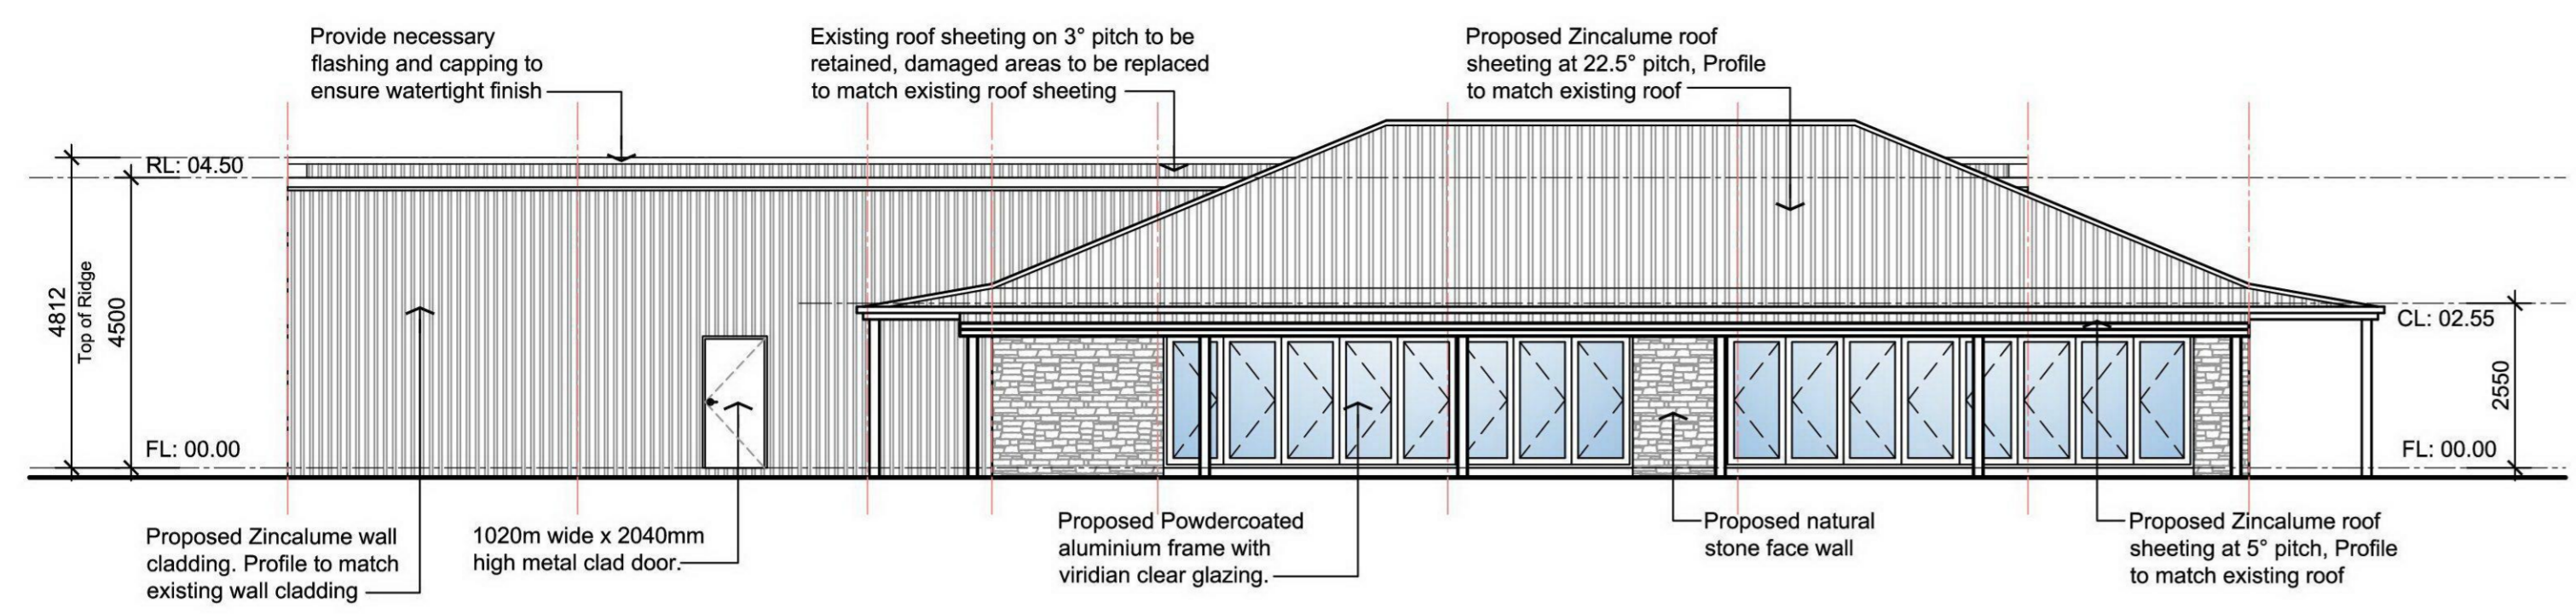 Provide necessary
flashing and capping to
ensure watertight finish
Existing roof sheeting on 3° pitch to be
retained, damaged areas to be replaced
to match existing roof sheeting
Proposed Zincalume roof
sheeting at 22.5° pitch, Profile
to match existing roof
RL: 04.50
4812
Top of Ridge
4500
FL: 00.00
CL: 02.55
2550
FL: 00.00
Proposed Zincalume wall
cladding. Profile to match
existing wall cladding
1020m wide x 2040mm
high metal clad door.
Proposed Powdercoated
aluminium frame with
viridian clear glazing.
Proposed natural
stone face wall
Proposed Zincalume roof
sheeting at 5° pitch, Profile
to match existing roof